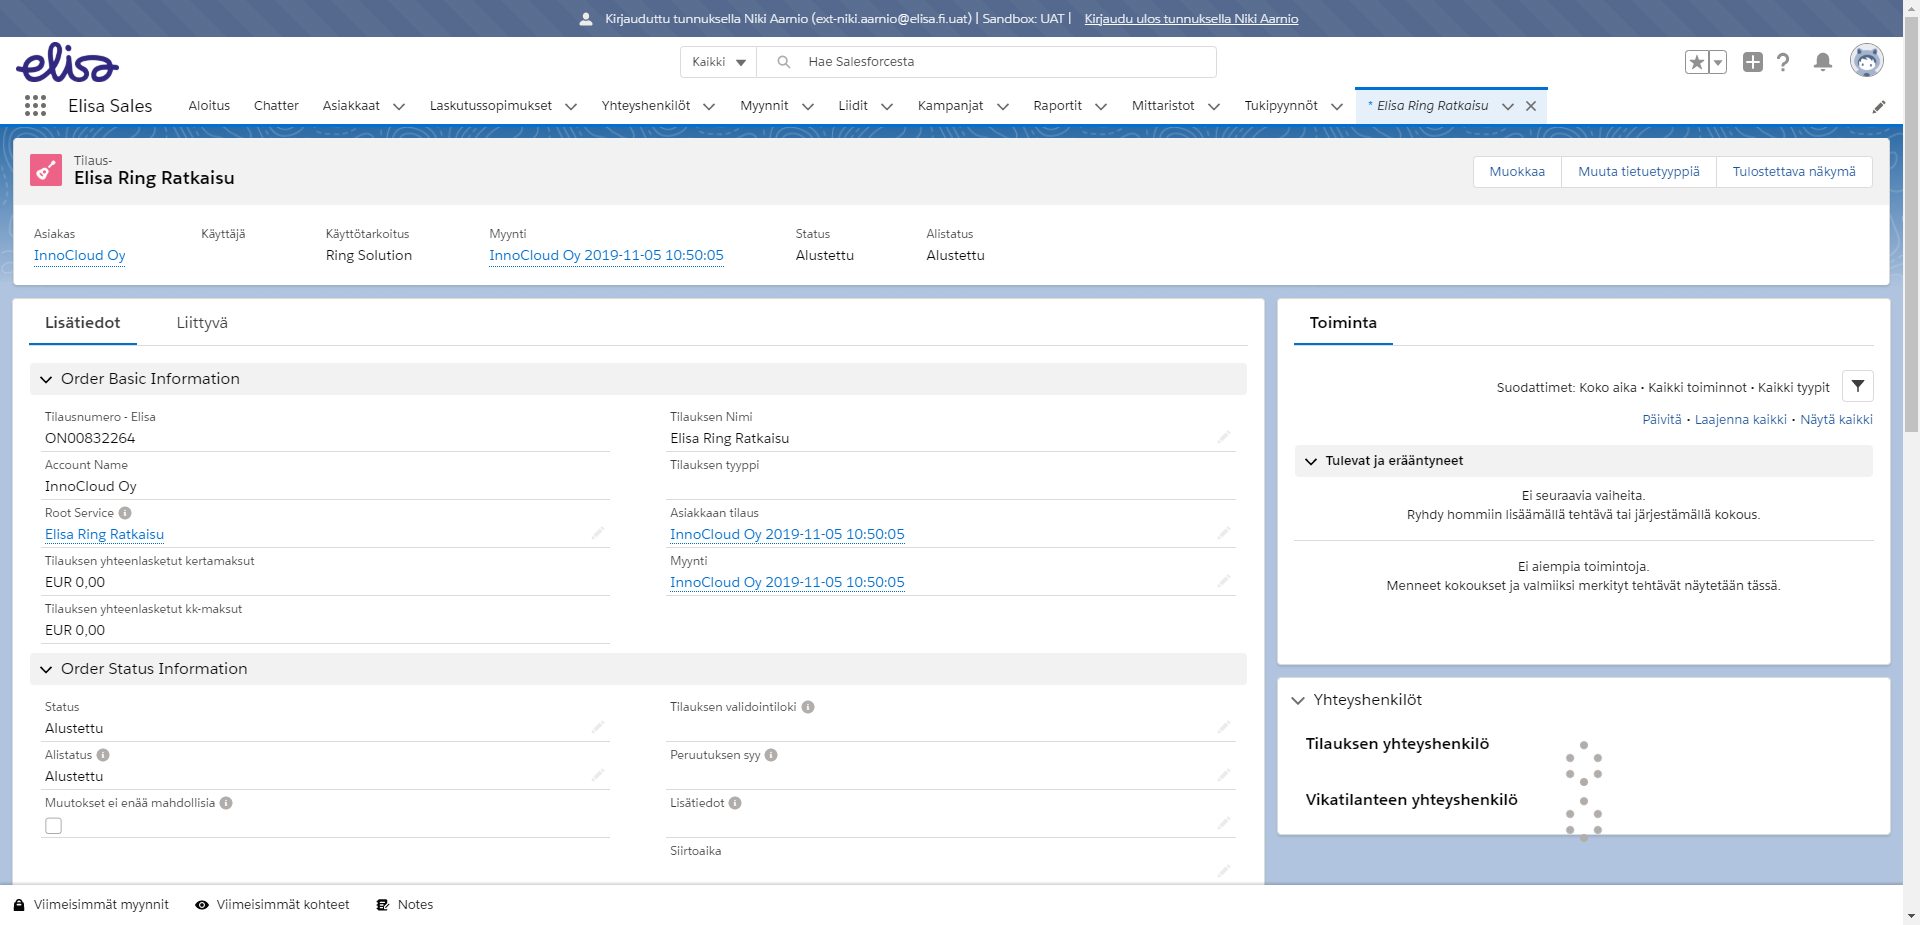 Kirjauduttu tunnuksella Niki Aarnio (ext-niki.aarnio@elisa.fi.uat) | Sandbox: UAT | Kirjaudu ulos tunnuksella Niki Aarnio
elisa
Kaikki Hae Salesforcesta
Elisa Sales Aloitus Chatter Asiakkaat Laskutussopimukset Yhteyshenkilöt Myynnit Liidit Kampanjat Raportit Mittaristot Tukipyynnöt * Elisa Ring Ratkaisu
Tilaus-
Elisa Ring Ratkaisu
Muokkaa Muuta tietuetyyppiä Tulostettava näkymä
Asiakas Käyttäjä Käyttötarkoitus Myynti Status Alistatus
InnoCloud Oy Ring Solution InnoCloud Oy 2019-11-05 10:50:05 Alustettu Alustettu
Lisätiedot Liittyvä
Order Basic Information
Tilausnumero - Elisa Tilauksen Nimi
ON00832264 Elisa Ring Ratkaisu
Account Name Tilauksen tyyppi
InnoCloud Oy
Root Service Asiakkaan tilaus
Elisa Ring Ratkaisu InnoCloud Oy 2019-11-05 10:50:05
Tilauksen yhteenlasketut kertamaksut Myynti
EUR 0,00 InnoCloud Oy 2019-11-05 10:50:05
Tilauksen yhteenlasketut kk-maksut
EUR 0,00
Order Status Information
Status Tilauksen validointiloki
Alustettu
Alistatus Peruutuksen syy
Alustettu
Muutokset ei enää mahdollisia Lisätiedot
Siirtoaika
Toiminta
Suodattimet: Koko aika • Kaikki toiminnot • Kaikki tyypit
Päivitä • Laajenna kaikki • Näytä kaikki
Tulevat ja erääntyneet
Ei seuraavia vaiheita.
Ryhdy hommiin lisäämällä tehtävä tai järjestämällä kokous.
Ei aiempia toimintoja.
Menneet kokoukset ja valmiiksi merkityt tehtävät näytetään tässä.
Yhteyshenkilöt
Tilauksen yhteyshenkilö
Vikatilanteen yhteyshenkilö
Viimeisimmät myynnit Viimeisimmät kohteet Notes